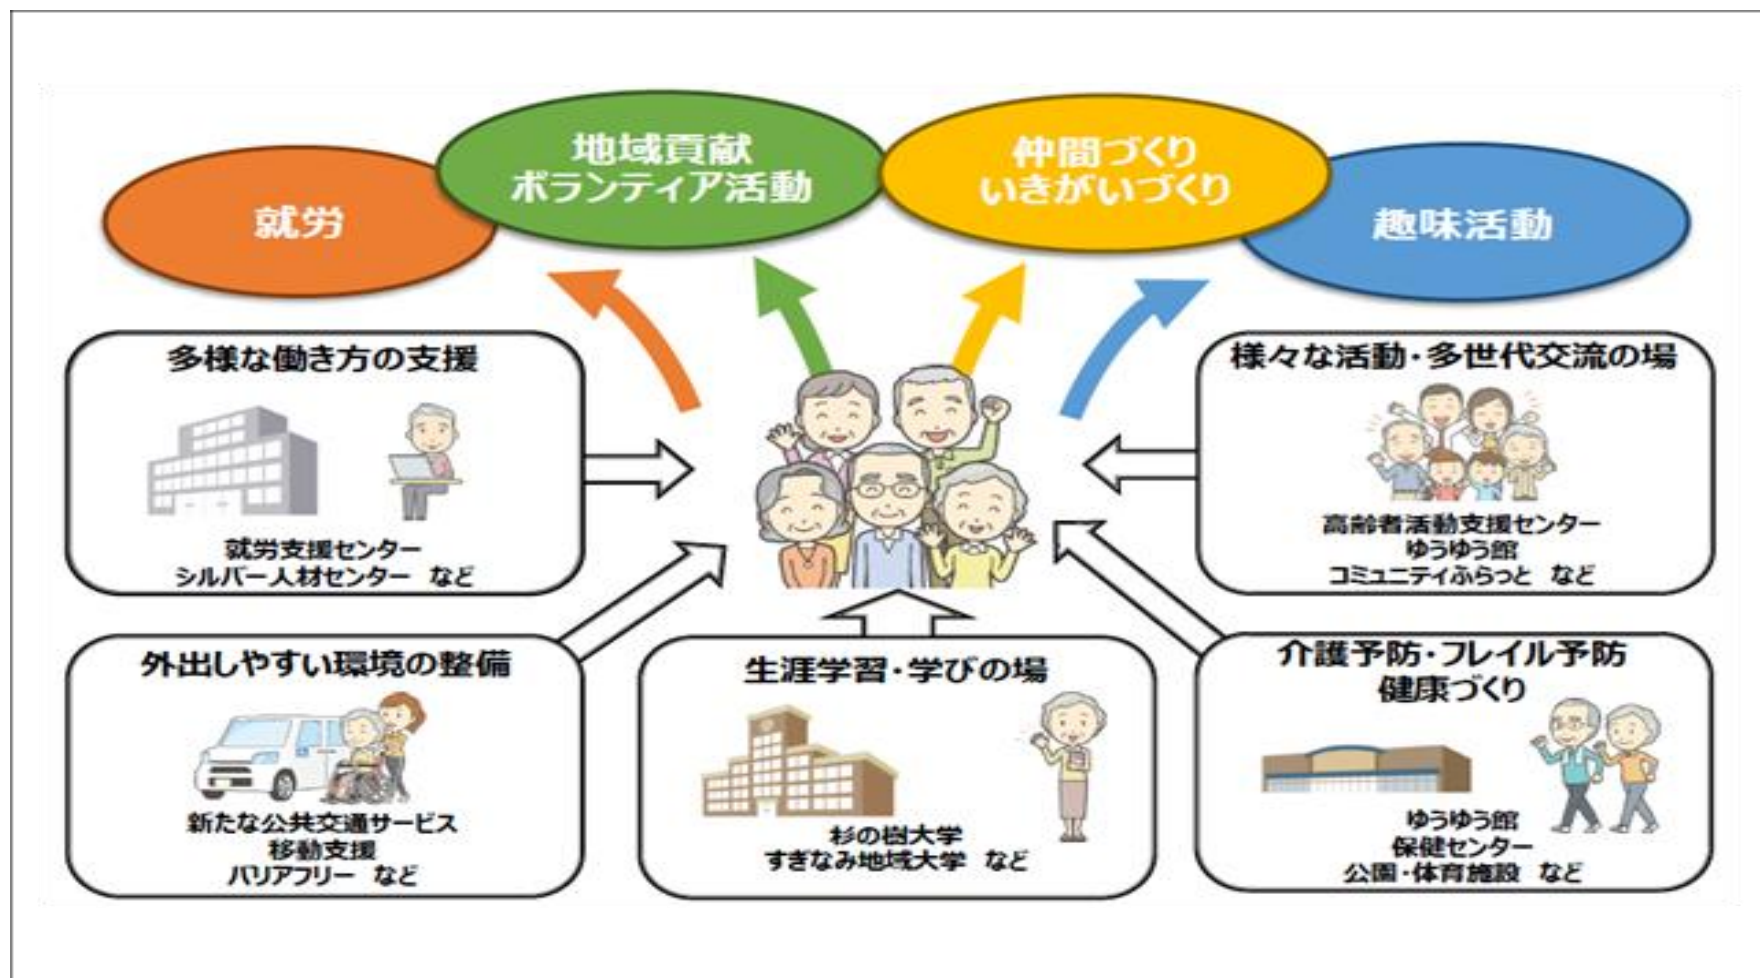 就労
地域貢献
ボランティア活動
仲間づくり
いきがいづくり
趣味活動
多様な働き方の支援
就労支援センター
シルバー人材センター など
様々な活動・多世代交流の場
高齢者活動支援センター
ゆうゆう館
コミュニティふらっと など
外出しやすい環境の整備
新たな公共交通サービス
移動支援
バリアフリー など
生涯学習・学びの場
杉の樹大学
すぎなみ地域大学 など
介護予防・フレイル予防
健康づくり
ゆうゆう館
保健センター
公園・体育施設 など